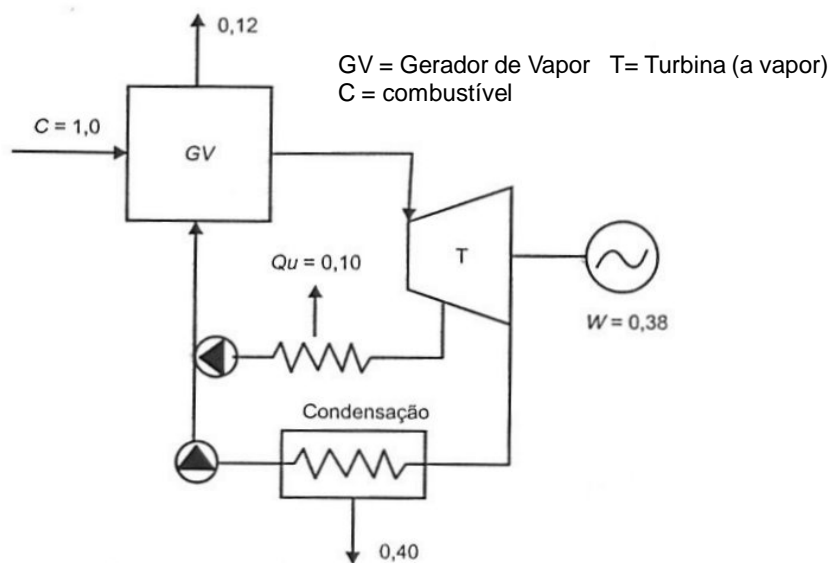 0,12
GV = Gerador de Vapor   T= Turbina (a vapor)
C = combustível
C = 1,0
GV
T
Qu = 0,10
W = 0,38
Condensação
0,40